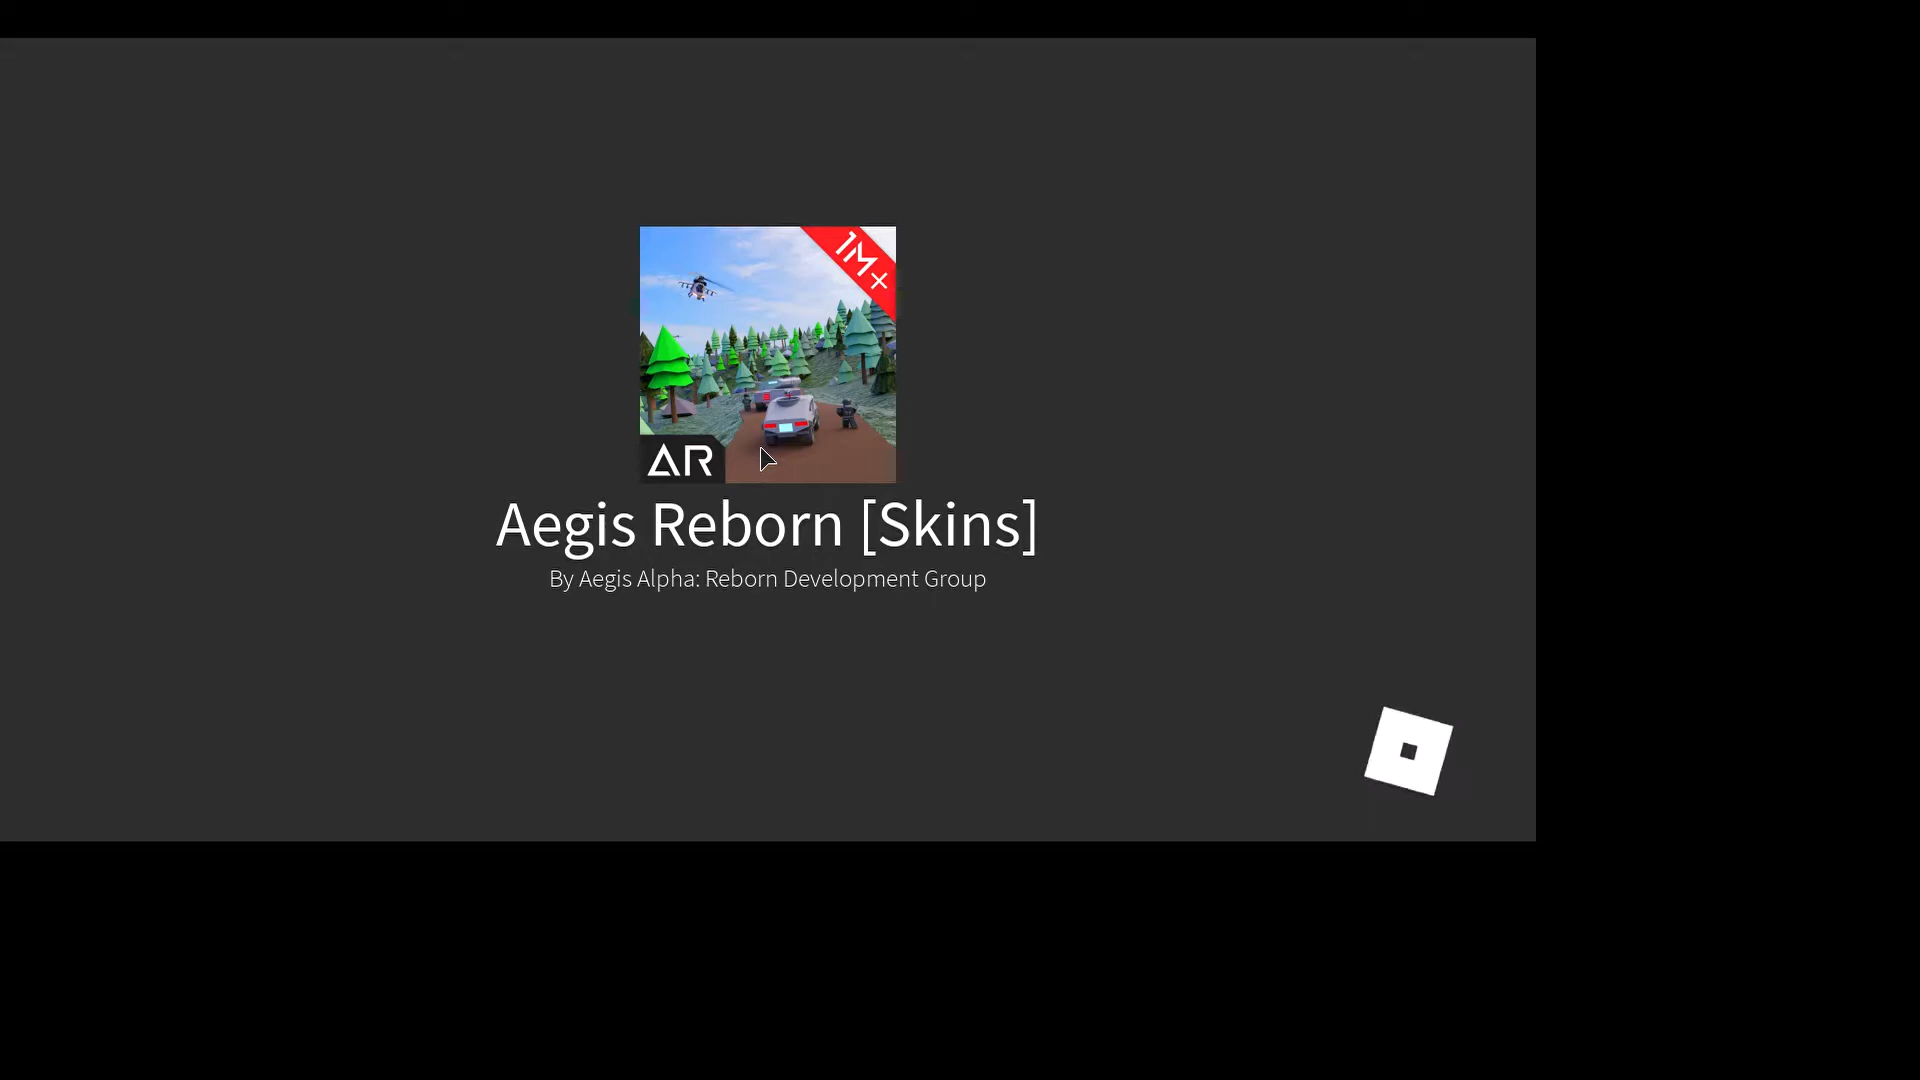 1M+
AR
Aegis Reborn [Skins]
By Aegis Alpha: Reborn Development Group